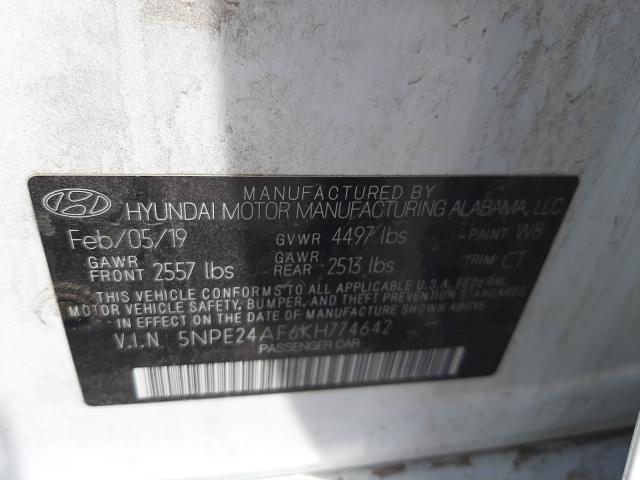 MANUFACTURED BY
HYUNDAI MOTOR MANUFACTURING ALABAMA, LLC
Feb/05/19 GVWR 4497 lbs PAINT W8
GAWR FRONT 2557 lbs GAWR REAR 2513 lbs TRIM CT
THIS VEHICLE CONFORMS TO ALL APPLICABLE U.S.A. FEDERAL
MOTOR VEHICLE SAFETY, BUMPER, AND THEFT PREVENTION STANDARDS
IN EFFECT ON THE DATE OF MANUFACTURE SHOWN ABOVE.
V.I.N. 5NPE24AF6KH774642
PASSENGER CAR